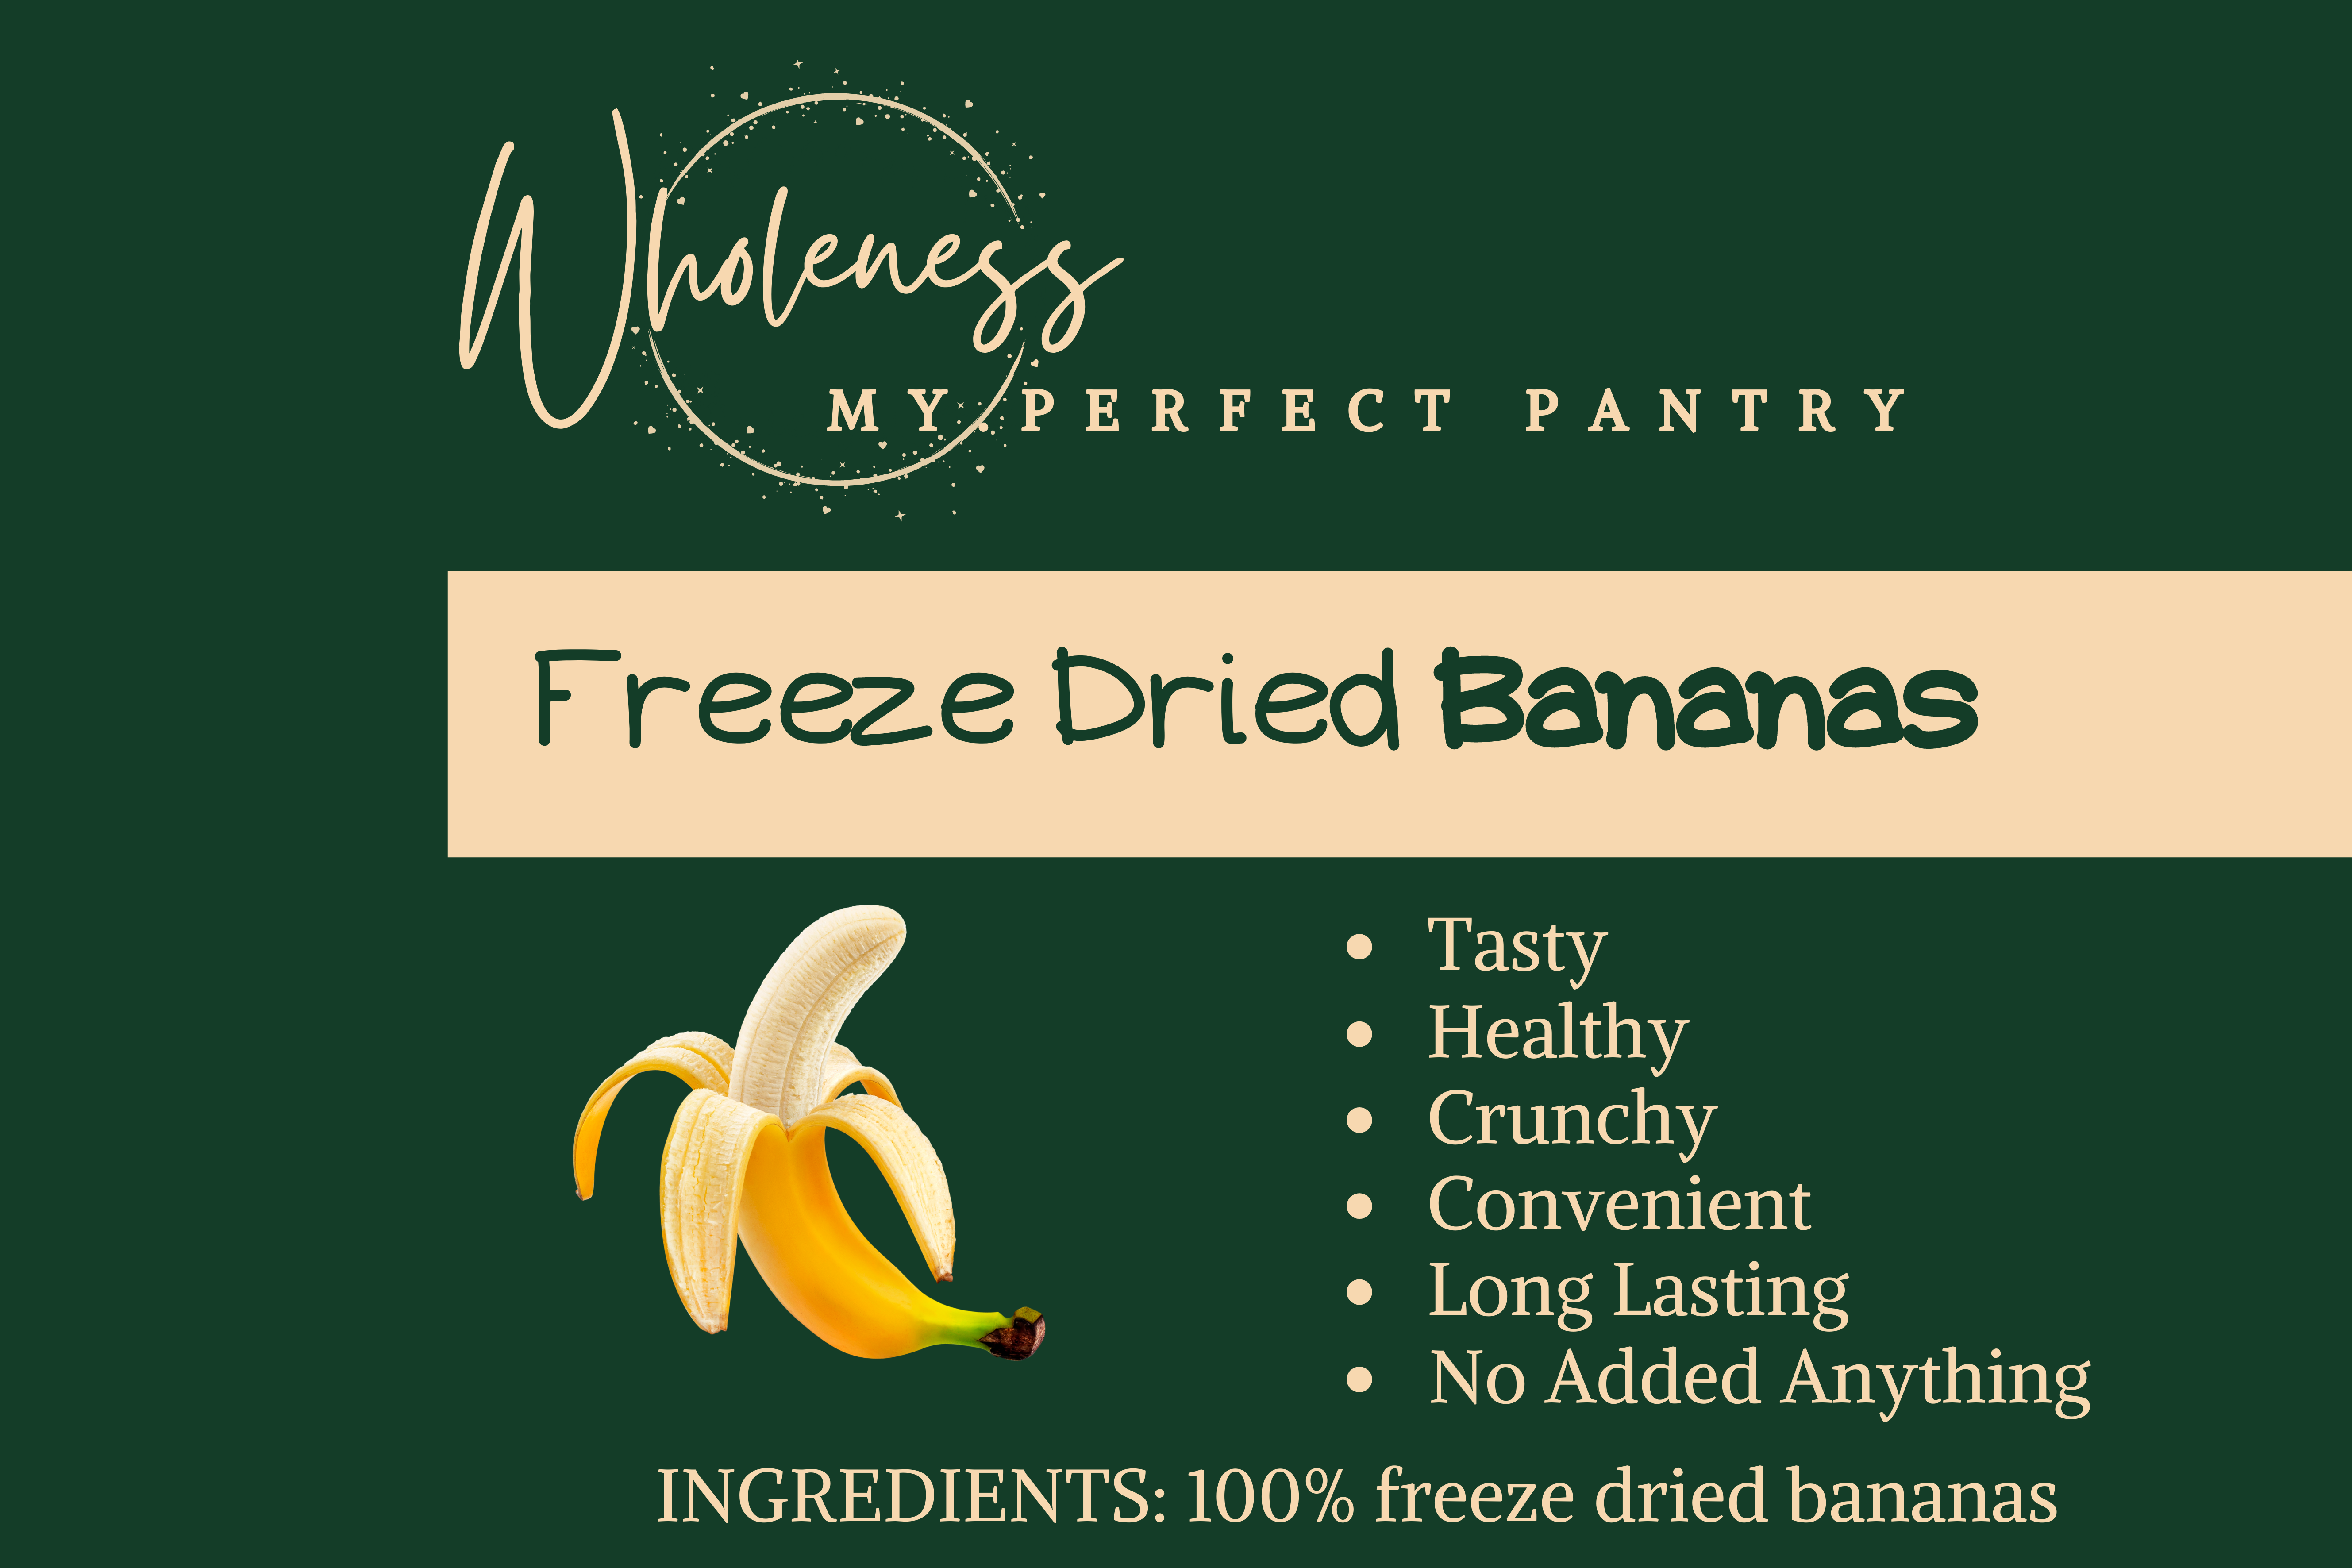 Wholeness
MY PERFECT PANTRY
Freeze Dried Bananas
• Tasty
• Healthy
• Crunchy
• Convenient
• Long Lasting
• No Added Anything
INGREDIENTS: 100% freeze dried bananas